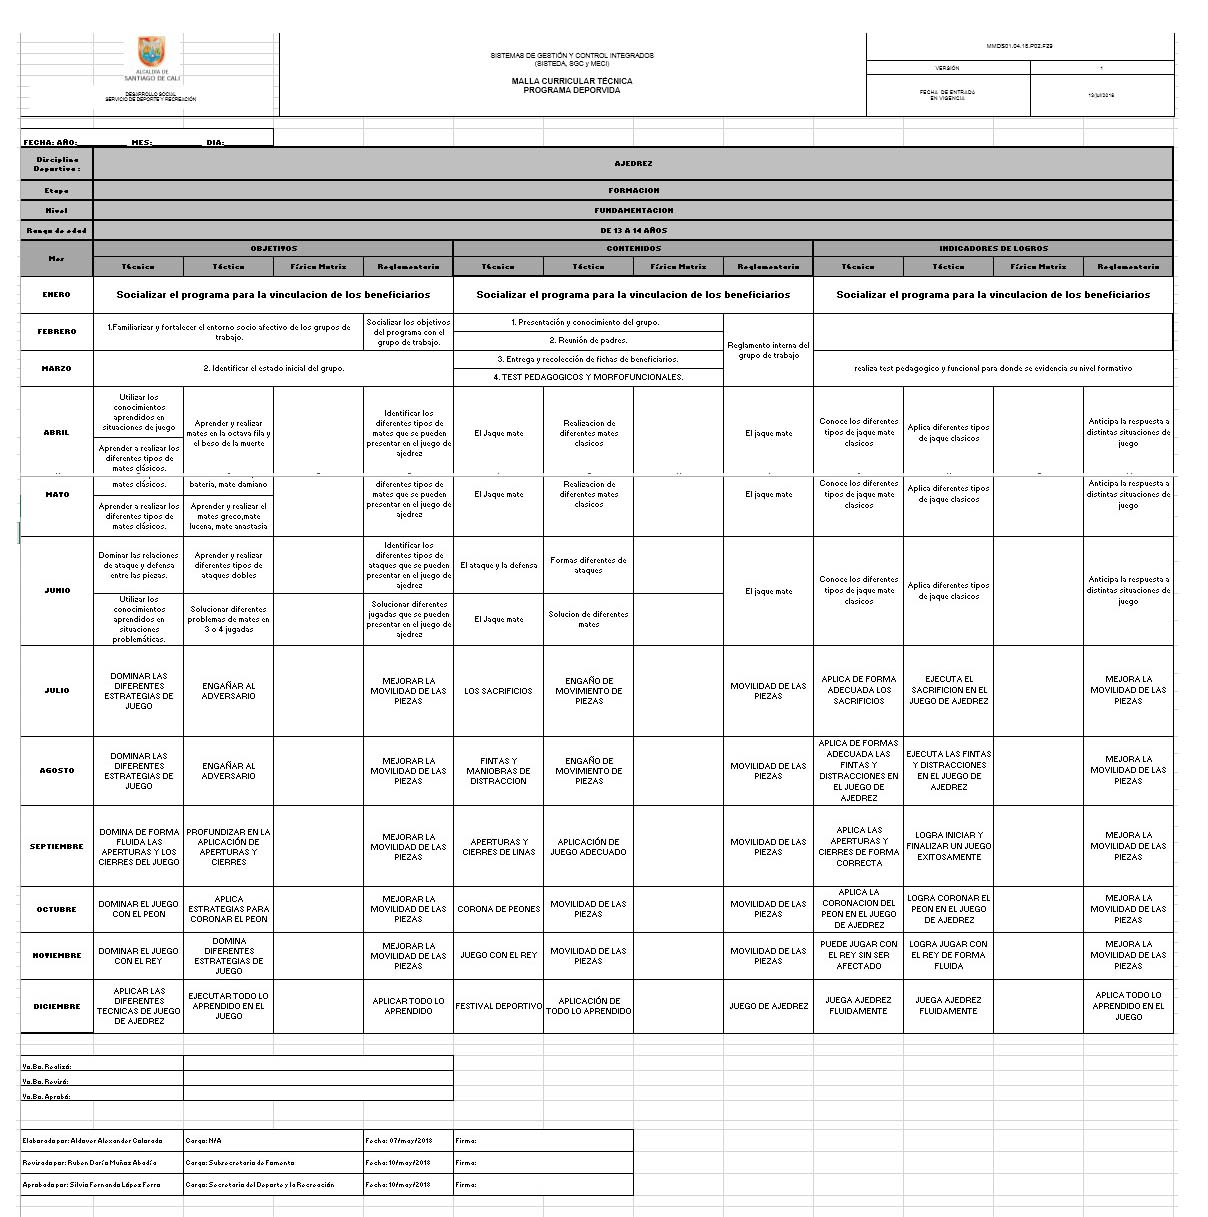 ALCALDIA DE
SANTIAGO DE CALI
DESARROLLO SOCIAL
SERVICIO DE DEPORTE Y RECREACIÓN
SISTEMAS DE GESTIÓN Y CONTROL INTEGRADOS
(SISTEDA, SGC y MECI)
MALLA CURRICULAR TÉCNICA
PROGRAMA DEPORVIDA
MMDS01.04.18.P02.F29
VERSIÓN
1
FECHA DE ENTRADA
EN VIGENCIA
FECHA: AÑO:__________ MES:__________ DIA:__________
Disciplina
Deportiva :
AJEDREZ
Etapa
FORMACION
Nivel
FUNDAMENTACION
Rango de edad
DE 13 A 14 AÑOS
Mes
OBJETIVOS
CONTENIDOS
INDICADORES DE LOGROS
Técnico
Táctico
Físico Motriz
Reglamentario
Técnico
Táctico
Físico Motriz
Reglamentario
Técnico
Táctico
Físico Motriz
Reglamentario
ENERO
Socializar el programa para la vinculacion de los beneficiarios
Socializar el programa para la vinculacion de los beneficiarios
Socializar el programa para la vinculacion de los beneficiarios
FEBRERO
1.Familiarizar y fortalecer el entorno socio afectivo de los grupos de
trabajo.
Socializar los objetivos
del programa con el
grupo de trabajo.
1. Presentación y conocimiento del grupo.
2. Reunión de padres.
Reglamento interna del
grupo de trabajo
MARZO
2. Identificar el estado inicial del grupo.
3. Entrega y recolección de fichas de beneficiarios.
4. TEST PEDAGOGICOS Y MORFOFUNCIONALES.
realiza test pedagogico y funcional para donde se evidencia su nivel formativo
ABRIL
Utilizar los
conocimientos
aprendidos en
situaciones de juego
Aprender a realizar los
diferentes tipos de
mates clásicos.
Aprender y realizar
mates en la octava fila y
el beso de la muerte
Identificar los
diferentes tipos de
mates que se pueden
presentar en el juego de
ajedrez
El Jaque mate
Realizacion de
diferentes mates
clasicos
El jaque mate
Conoce los diferentes
tipos de jaque mate
clasicos
Aplica diferentes tipos
de jaque clasicos
Anticipa la respuesta a
distintas situaciones de
juego
MAYO
mates clásicos.
Aprender a realizar los
diferentes tipos de
mates clásicos.
batería, mate damiano
Aprender y realizar el
mates greco,mate
lucena, mate anastasia
diferentes tipos de
mates que se pueden
presentar en el juego de
ajedrez
El Jaque mate
Realizacion de
diferentes mates
clasicos
El jaque mate
Conoce los diferentes
tipos de jaque mate
clasicos
Aplica diferentes tipos
de jaque clasicos
Anticipa la respuesta a
distintas situaciones de
juego
JUNIO
Dominar las relaciones
de ataque y defensa
entre las piezas.
Utilizar los
conocimientos
aprendidos en
situaciones
problemáticas.
Aprender y realizar
diferentes tipos de
ataques dobles
Solucionar diferentes
problemas de mates en
3 o 4 jugadas
Identificar los
diferentes tipos de
ataques que se pueden
presentar en el juego de
ajedrez
Solucionar diferentes
jugadas que se pueden
presentar en el juego de
ajedrez
El ataque y la defensa
El Jaque mate
Formas diferentes de
ataques
Solucion de diferentes
mates
El jaque mate
Conoce los diferentes
tipos de jaque mate
clasicos
Aplica diferentes tipos
de jaque clasicos
Anticipa la respuesta a
distintas situaciones de
juego
JULIO
DOMINAR LAS
DIFERENTES
ESTRATEGIAS DE
JUEGO
ENGAÑAR AL
ADVERSARIO
MEJORAR LA
MOVILIDAD DE LAS
PIEZAS
LOS SACRIFICIOS
ENGAÑO DE
MOVIMIENTO DE
PIEZAS
MOVILIDAD DE LAS
PIEZAS
APLICA DE FORMA
ADECUADA LOS
SACRIFICIOS
EJECUTA EL
SACRIFICION EN EL
JUEGO DE AJEDREZ
MEJORA LA
MOVILIDAD DE LAS
PIEZAS
AGOSTO
DOMINAR LAS
DIFERENTES
ESTRATEGIAS DE
JUEGO
ENGAÑAR AL
ADVERSARIO
MEJORAR LA
MOVILIDAD DE LAS
PIEZAS
FINTAS Y
MANIOBRAS DE
DISTRACCION
ENGAÑO DE
MOVIMIENTO DE
PIEZAS
MOVILIDAD DE LAS
PIEZAS
APLICA DE FORMAS
ADECUADA LAS
FINTAS Y
DISTRACCIONES EN
EL JUEGO DE
AJEDREZ
EJECUTA LAS FINTAS
Y DISTRACCIONES
EN EL JUEGO DE
AJEDREZ
MEJORA LA
MOVILIDAD DE LAS
PIEZAS
SEPTIEMBRE
DOMINA DE FORMA
FLUIDA LAS
APERTURAS Y LOS
CIERRES DEL JUEGO
PROFUNDIZAR EN LA
APLICACIÓN DE
APERTURAS Y
CIERRES
MEJORAR LA
MOVILIDAD DE LAS
PIEZAS
APERTURAS Y
CIERRES DE LINAS
APLICACIÓN DE
JUEGO ADECUADO
MOVILIDAD DE LAS
PIEZAS
APLICA LAS
APERTURAS Y
CIERRES DE FORMA
CORRECTA
LOGRA INICIAR Y
FINALIZAR UN JUEGO
EXITOSAMENTE
MEJORA LA
MOVILIDAD DE LAS
PIEZAS
OCTUBRE
DOMINAR EL JUEGO
CON EL PEON
APLICA
ESTRATEGIAS PARA
CORONAR EL PEON
MEJORAR LA
MOVILIDAD DE LAS
PIEZAS
CORONA DE PEONES
MOVILIDAD DE LAS
PIEZAS
MOVILIDAD DE LAS
PIEZAS
APLICA LA
CORONACION DEL
PEON EN EL JUEGO
DE AJEDREZ
LOGRA CORONAR EL
PEON EN EL JUEGO
DE AJEDREZ
MEJORA LA
MOVILIDAD DE LAS
PIEZAS
NOVIEMBRE
DOMINAR EL JUEGO
CON EL REY
DOMINA
DIFERENTES
ESTRATEGIAS DE
JUEGO
MEJORAR LA
MOVILIDAD DE LAS
PIEZAS
JUEGO CON EL REY
MOVILIDAD DE LAS
PIEZAS
MOVILIDAD DE LAS
PIEZAS
PUEDE JUGAR CON
EL REY SIN SER
AFECTADO
LOGRA JUGAR CON
EL REY DE FORMA
FLUIDA
MEJORA LA
MOVILIDAD DE LAS
PIEZAS
DICIEMBRE
APLICAR LAS
DIFERENTES
TECNICAS DE JUEGO
DE AJEDREZ
EJECUTAR TODO LO
APRENDIDO EN EL
JUEGO
APLICAR TODO LO
APRENDIDO
FESTIVAL DEPORTIVO
APLICACIÓN DE
TODO LO APRENDIDO
JUEGO DE AJEDREZ
JUEGA AJEDREZ
FLUIDAMENTE
JUEGA AJEDREZ
FLUIDAMENTE
APLICA TODO LO
APRENDIDO EN EL
JUEGO
Vo.Bo. Realizó:
Vo.Bo. Revisó:
Vo.Bo. Aprobó:
Elaborado por: Aldaver Alexander Colorado
Cargo: N/A
Fecha: 07/may/2018
Firma:
Revisado por: Ruben Darío Muñoz Abadía
Cargo: Subsecretario de Fomento
Fecha: 10/may/2018
Firma:
Aprobado por: Silvio Fernando López Ferro
Cargo: Secretario del Deporte y la Recreación
Fecha: 10/may/2018
Firma: